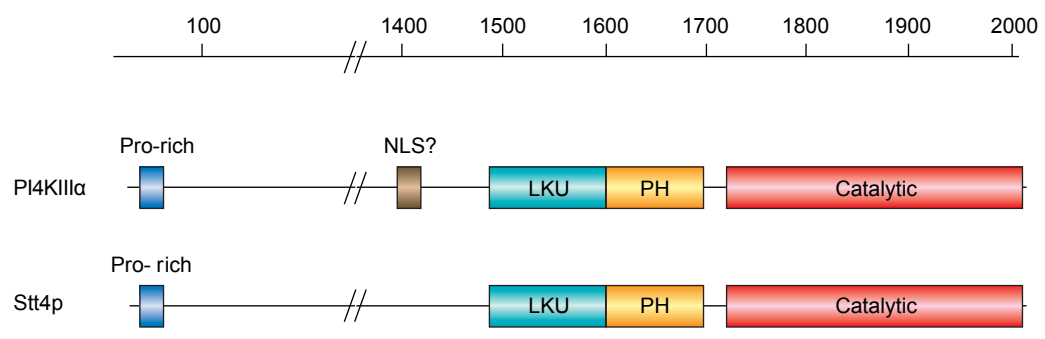 100 1400 1500 1600 1700 1800 1900 2000
Pro-rich NLS?
PI4KIIIα LKU PH Catalytic
Pro- rich
Stt4p LKU PH Catalytic